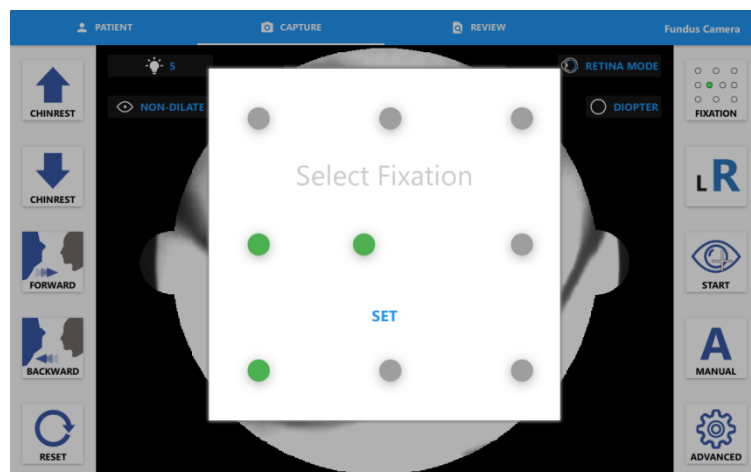 PATIENT
CAPTURE
REVIEW
Fundus Camera
5
RETINA MODE
NON-DILATE
DIOPTER
CHINREST
CHINREST
FORWARD
BACKWARD
RESET
Select Fixation
SET
FIXATION
L R
START
A
MANUAL
ADVANCED